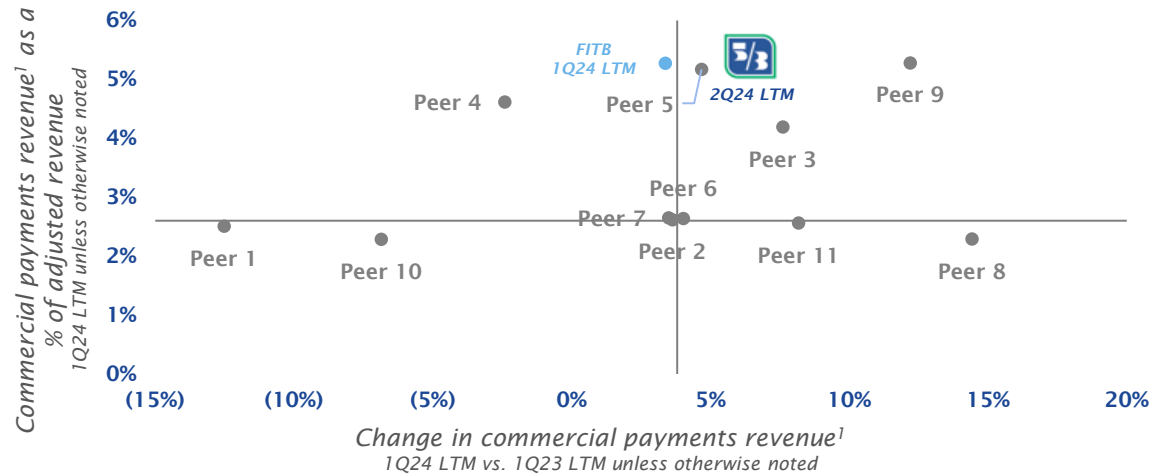 Commercial payments revenue¹ as a
% of adjusted revenue
1Q24 LTM unless otherwise noted
6%
5%
4%
3%
2%
1%
0%
FITB
1Q24 LTM
5/3
2Q24 LTM
Peer 4
Peer 5
Peer 9
Peer 3
Peer 6
Peer 7
Peer 2
Peer 1
Peer 10
Peer 11
Peer 8
(15%) (10%) (5%) 0% 5% 10% 15% 20%
Change in commercial payments revenue¹
1Q24 LTM vs. 1Q23 LTM unless otherwise noted